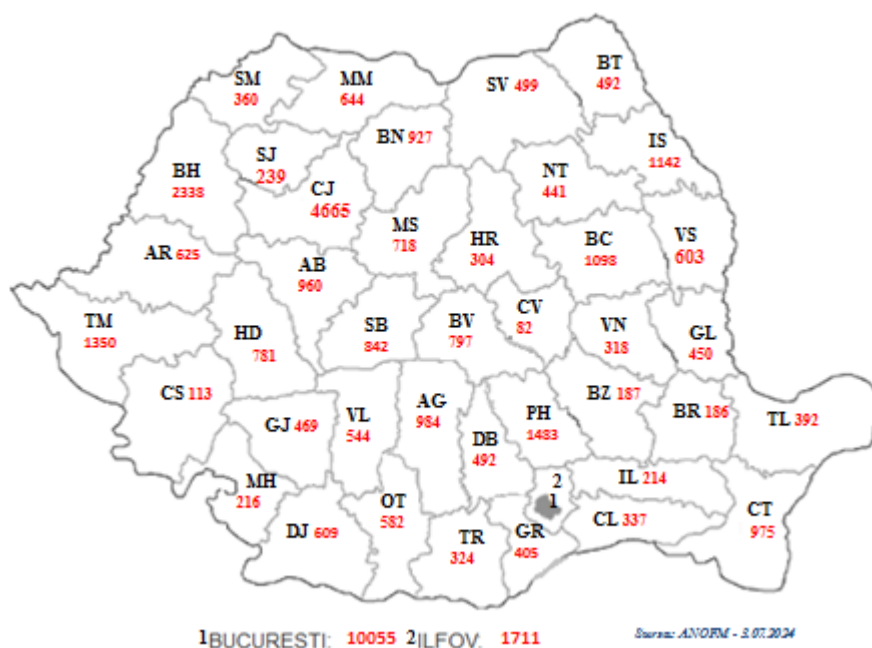 SM
360
MM
644
SV 499
BT
492
BN 927
IS
1142
SJ
239
BH
2338
CJ
4665
NT
441
MS
718
HR
304
BC
1098
VS
603
AR 625
AB
960
TM
1350
HD
781
SB
842
BV
797
CV
82
VN
318
GL
450
CS 113
GJ 469
VL
544
AG
984
DB
492
PH
1483
BZ 187
BR 186
TL 392
MH
216
DJ 609
OT
582
TR
324
GR
405
2
1
IL 214
CL 337
CT
975
1BUCURESTI: 10055 2ILFOV: 1711
Sursa: ANOFM - 3.07.2024